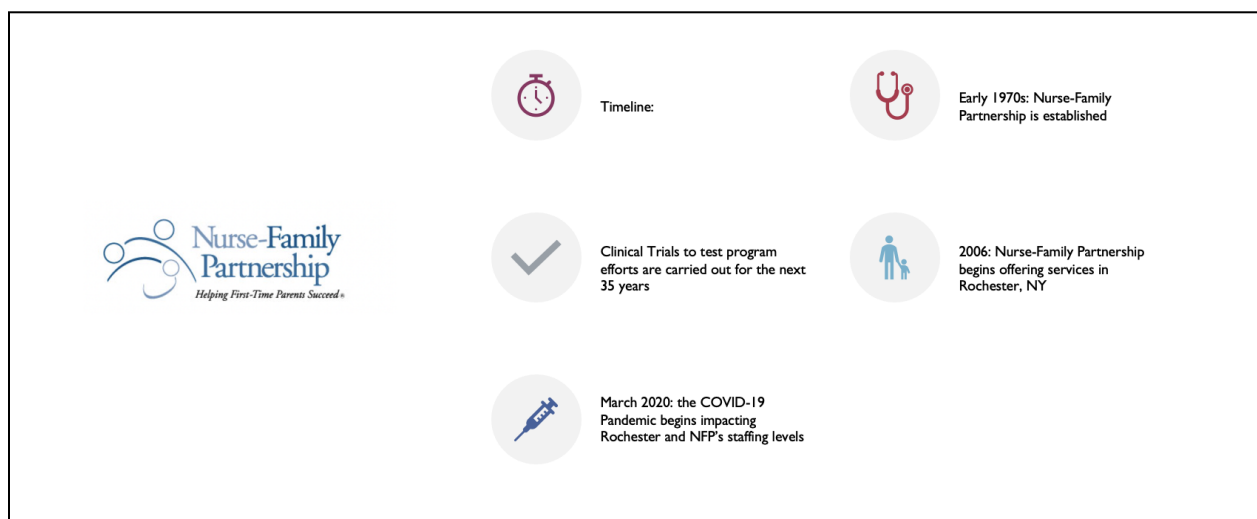 Timeline:
Early 1970s: Nurse-Family
Partnership is established
Nurse-Family
Partnership
Helping First-Time Parents Succeed®
Clinical Trials to test program
efforts are carried out for the next
35 years
2006: Nurse-Family Partnership
begins offering services in
Rochester, NY
March 2020: the COVID-19
Pandemic begins impacting
Rochester and NFP's staffing levels